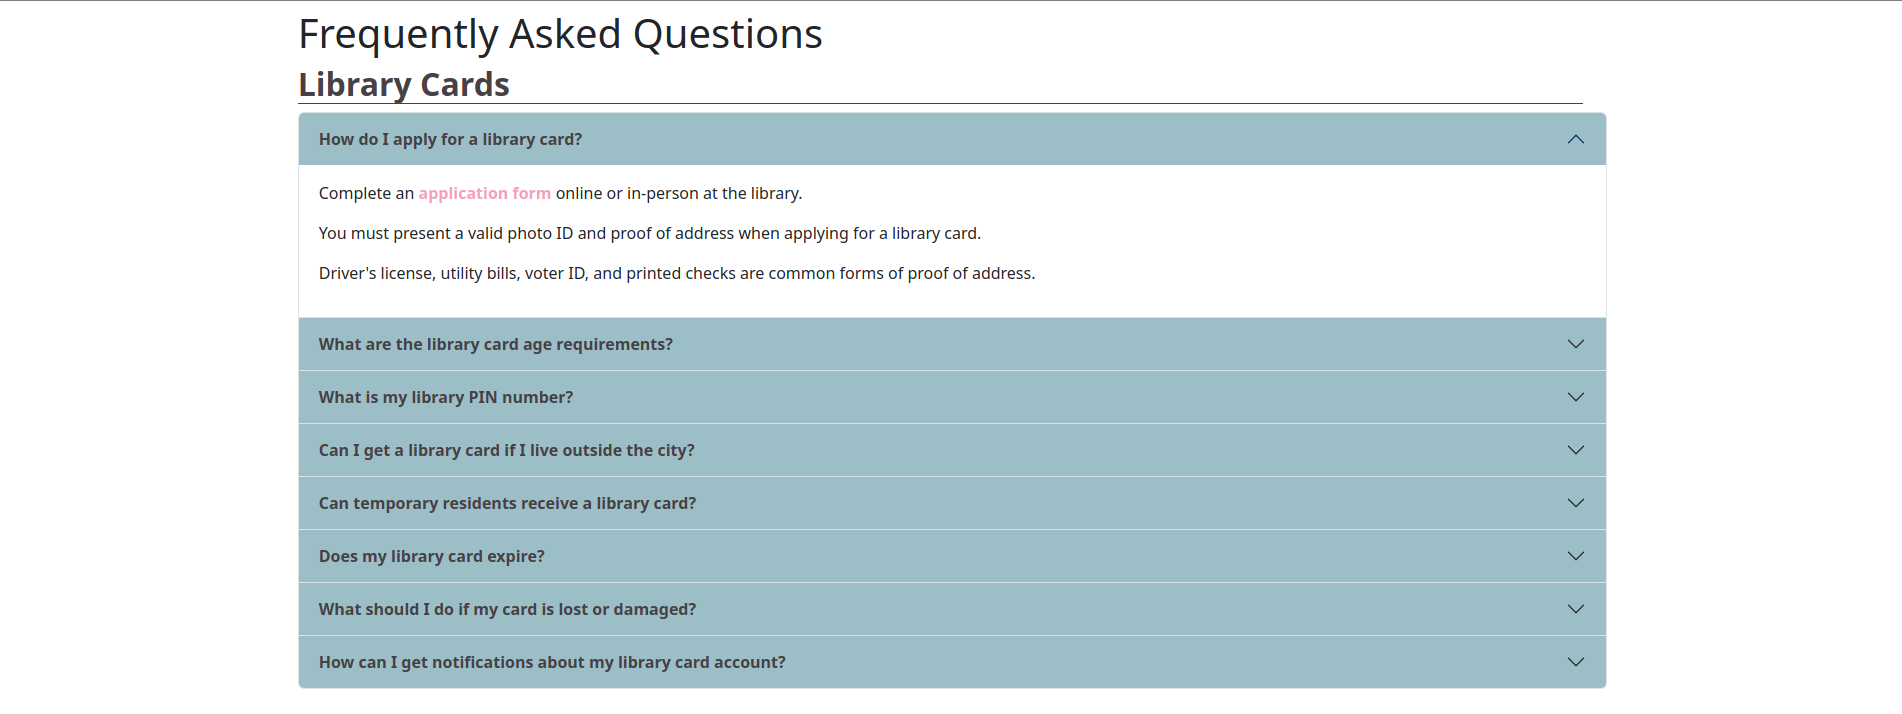 Frequently Asked Questions
Library Cards
How do I apply for a library card?
Complete an application form online or in-person at the library.
You must present a valid photo ID and proof of address when applying for a library card.
Driver's license, utility bills, voter ID, and printed checks are common forms of proof of address.
What are the library card age requirements?
What is my library PIN number?
Can I get a library card if I live outside the city?
Can temporary residents receive a library card?
Does my library card expire?
What should I do if my card is lost or damaged?
How can I get notifications about my library card account?